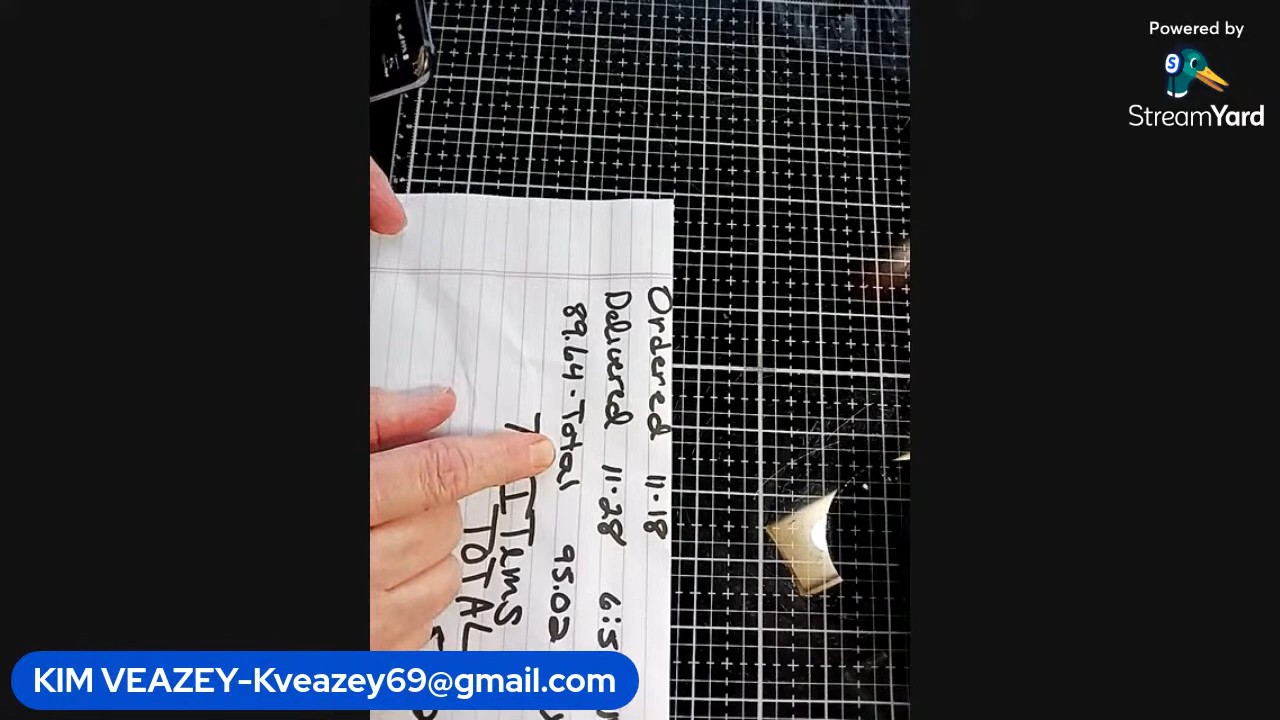 Powered by
StreamYard
Ordered 11·18
Delivered 11·28
89.64·Total 95.02
ITemS
TOTAL
KIM VEAZEY-Kveazey69@gmail.com